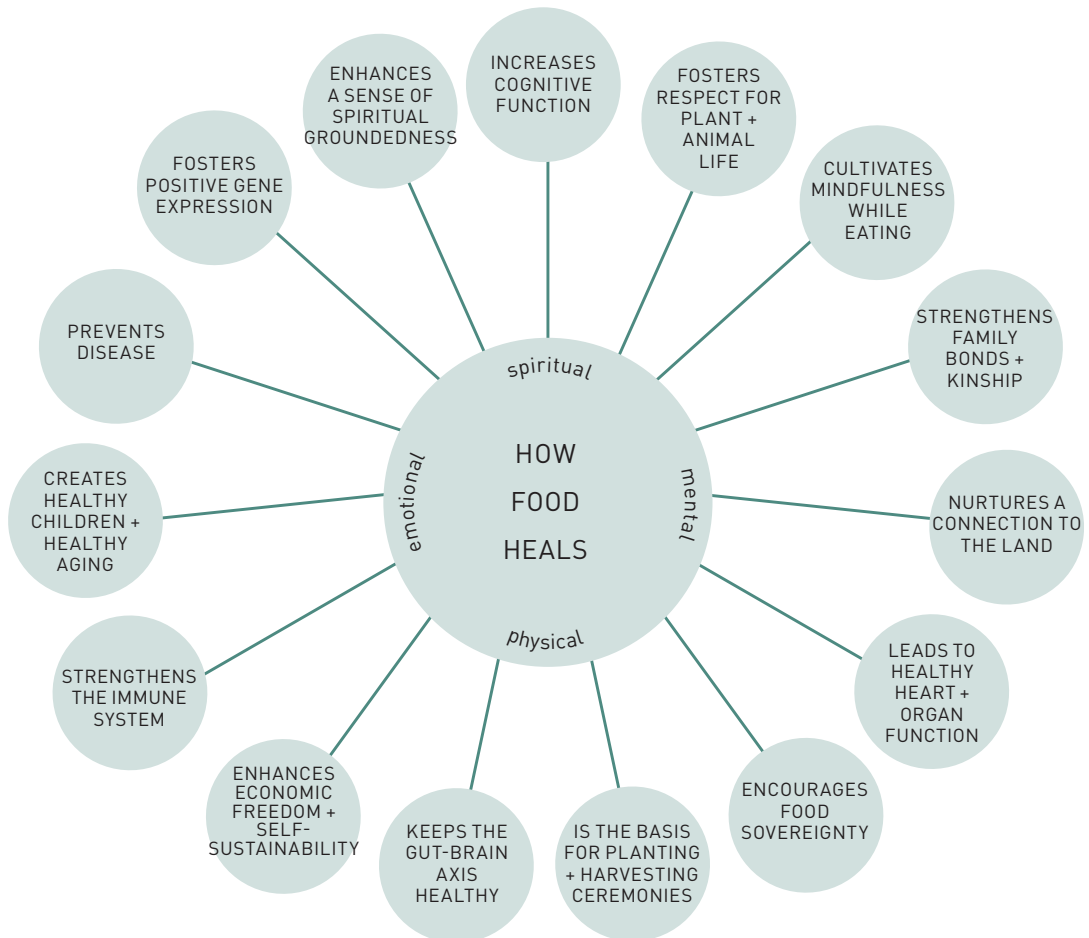 INCREASES
COGNITIVE
FUNCTION
FOSTERS
RESPECT FOR
PLANT +
ANIMAL
LIFE
CULTIVATES
MINDFULNESS
WHILE
EATING
STRENGTHENS
FAMILY
BONDS +
KINSHIP
NURTURES A
CONNECTION TO
THE LAND
LEADS TO
HEALTHY
HEART +
ORGAN
FUNCTION
ENCOURAGES
FOOD
SOVEREIGNTY
IS THE BASIS
FOR PLANTING
+ HARVESTING
CEREMONIES
KEEPS THE
GUT-BRAIN
AXIS
HEALTHY
ENHANCES
ECONOMIC
FREEDOM +
SELF-
SUSTAINABILITY
STRENGTHENS
THE IMMUNE
SYSTEM
CREATES
HEALTHY
CHILDREN +
HEALTHY
AGING
PREVENTS
DISEASE
FOSTERS
POSITIVE GENE
EXPRESSION
ENHANCES
A SENSE OF
SPIRITUAL
GROUNDEDNESS
spiritual
mental
physical
emotional
HOW
FOOD
HEALS